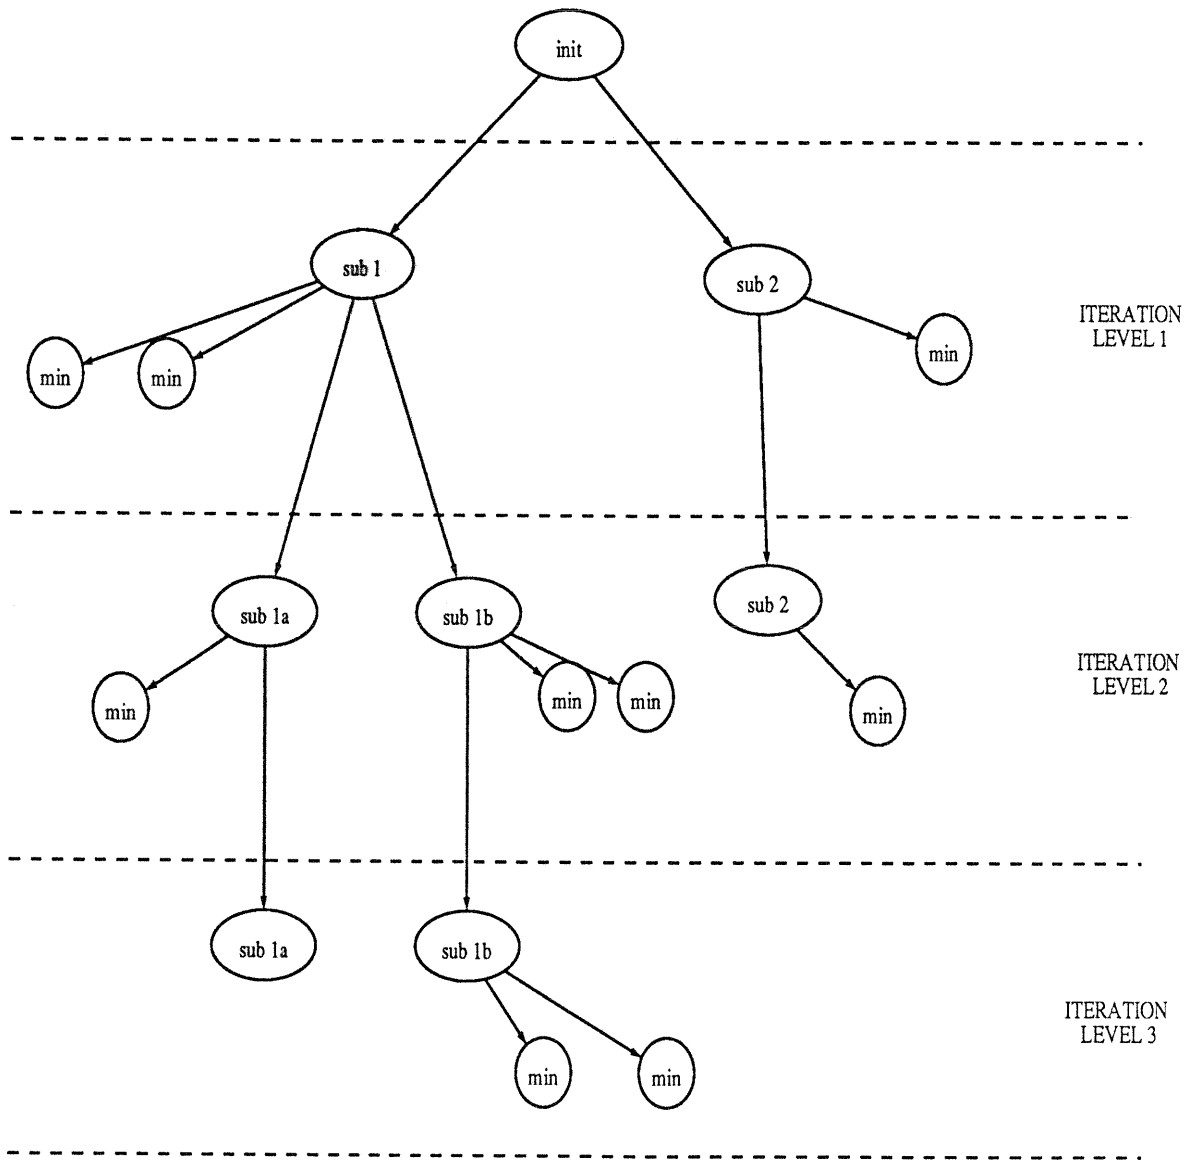 init
sub 1
sub 2
ITERATION
LEVEL 1
min
min
min
sub 1a
sub 1b
sub 2
ITERATION
LEVEL 2
min
min
min
min
sub 1a
sub 1b
ITERATION
LEVEL 3
min
min